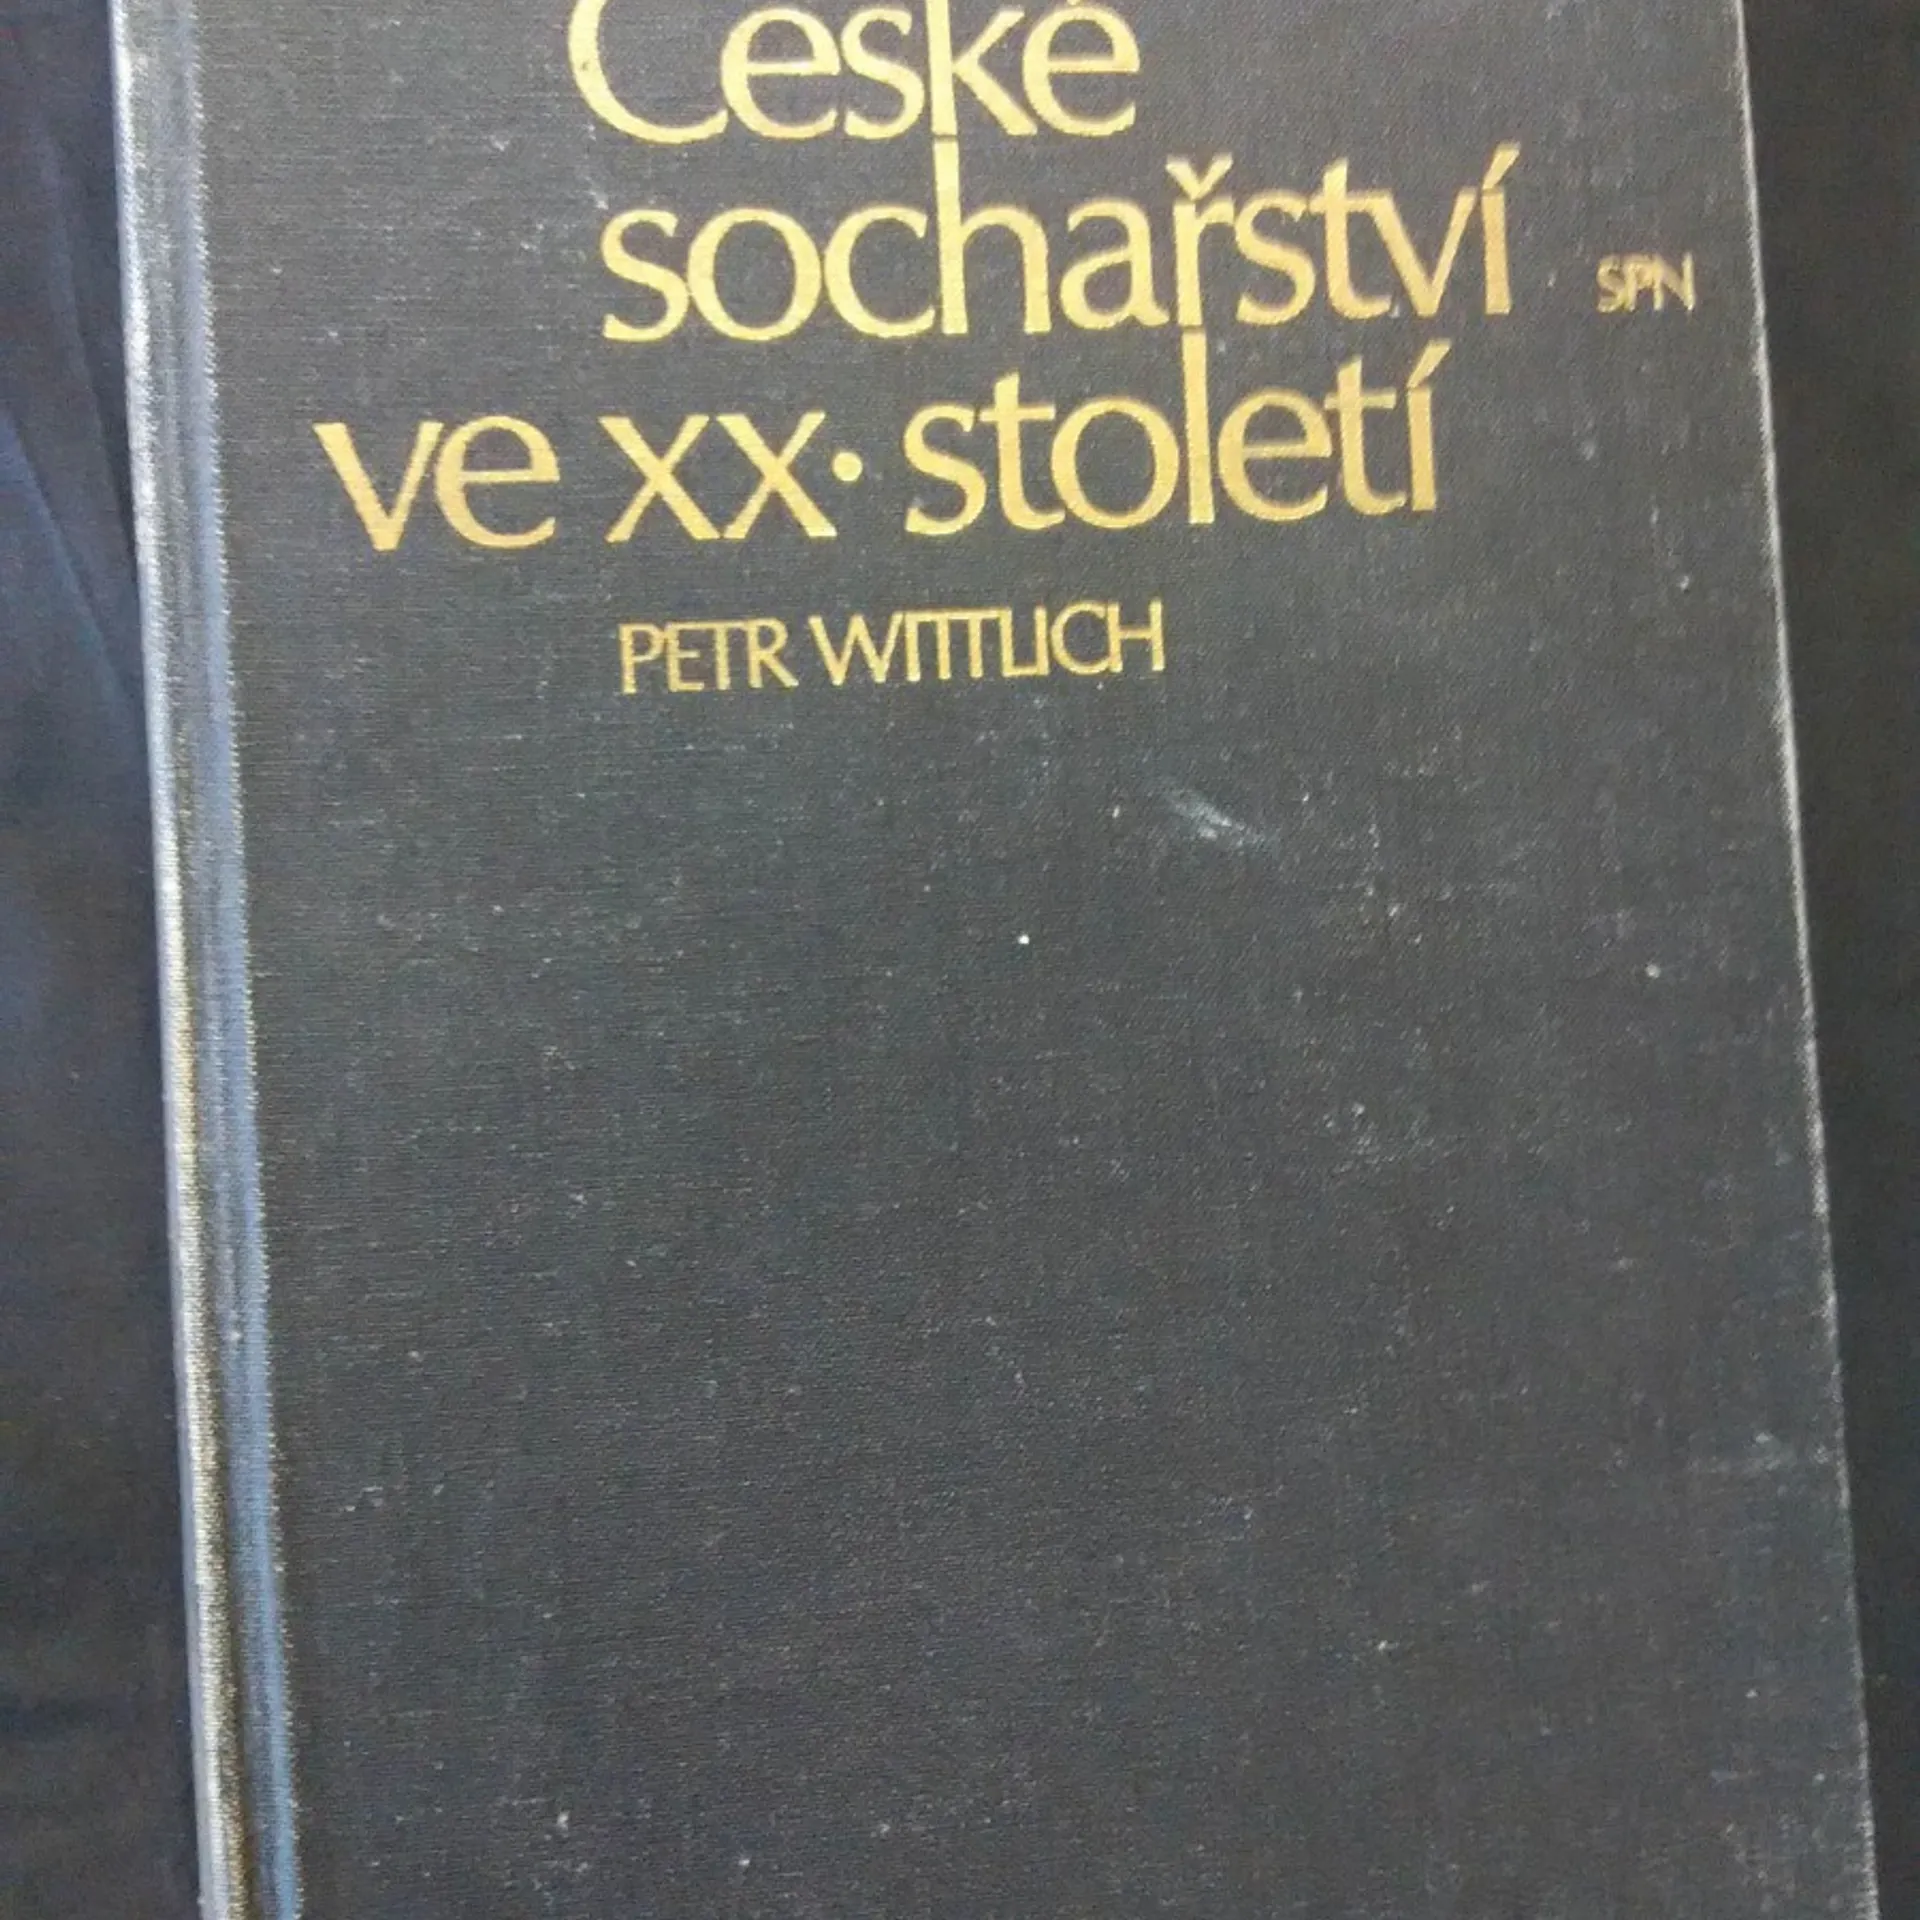 České
sochařství
SPN
ve XX. století
PETR WITTLICH